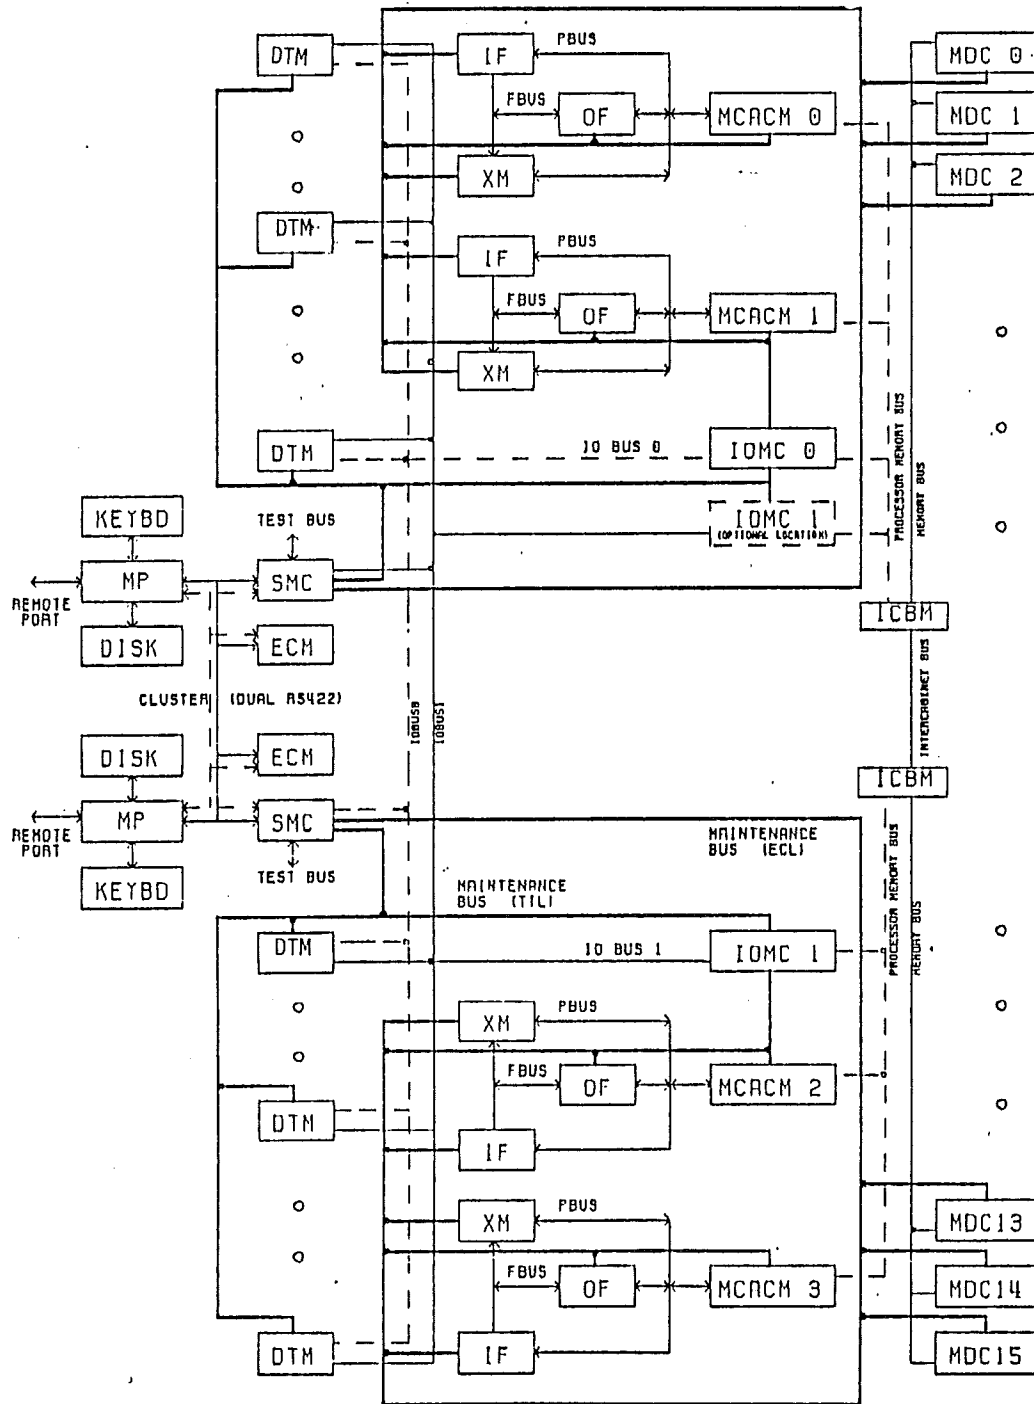 DTM
IF
PBUS
MDC 0
FBUS
OF
MCACM 0
MDC 1
XM
MDC 2
DTM
IF
PBUS
FBUS
OF
MCACM 1
XM
DTM
IO BUS 0
IOMC 0
PROCESSOR MEMORY BUS
MEMORY BUS
KEYBD
TEST BUS
IOMC 1
(OPTIONAL LOCATION)
MP
SMC
REMOTE
PORT
ICBM
DISK
ECM
CLUSTER (DUAL RS422)
IOBUS0
IOBUS1
INTERCABINET BUS
DISK
ECM
ICBM
MP
SMC
REMOTE
PORT
MAINTENANCE
BUS (ECL)
KEYBD
TEST BUS
MAINTENANCE
BUS (TTL)
PROCESSOR MEMORY BUS
MEMORY BUS
DTM
IO BUS 1
IOMC 1
XM
PBUS
FBUS
OF
MCACM 2
DTM
IF
XM
PBUS
MDC13
FBUS
OF
MCACM 3
MDC14
DTM
IF
MDC15